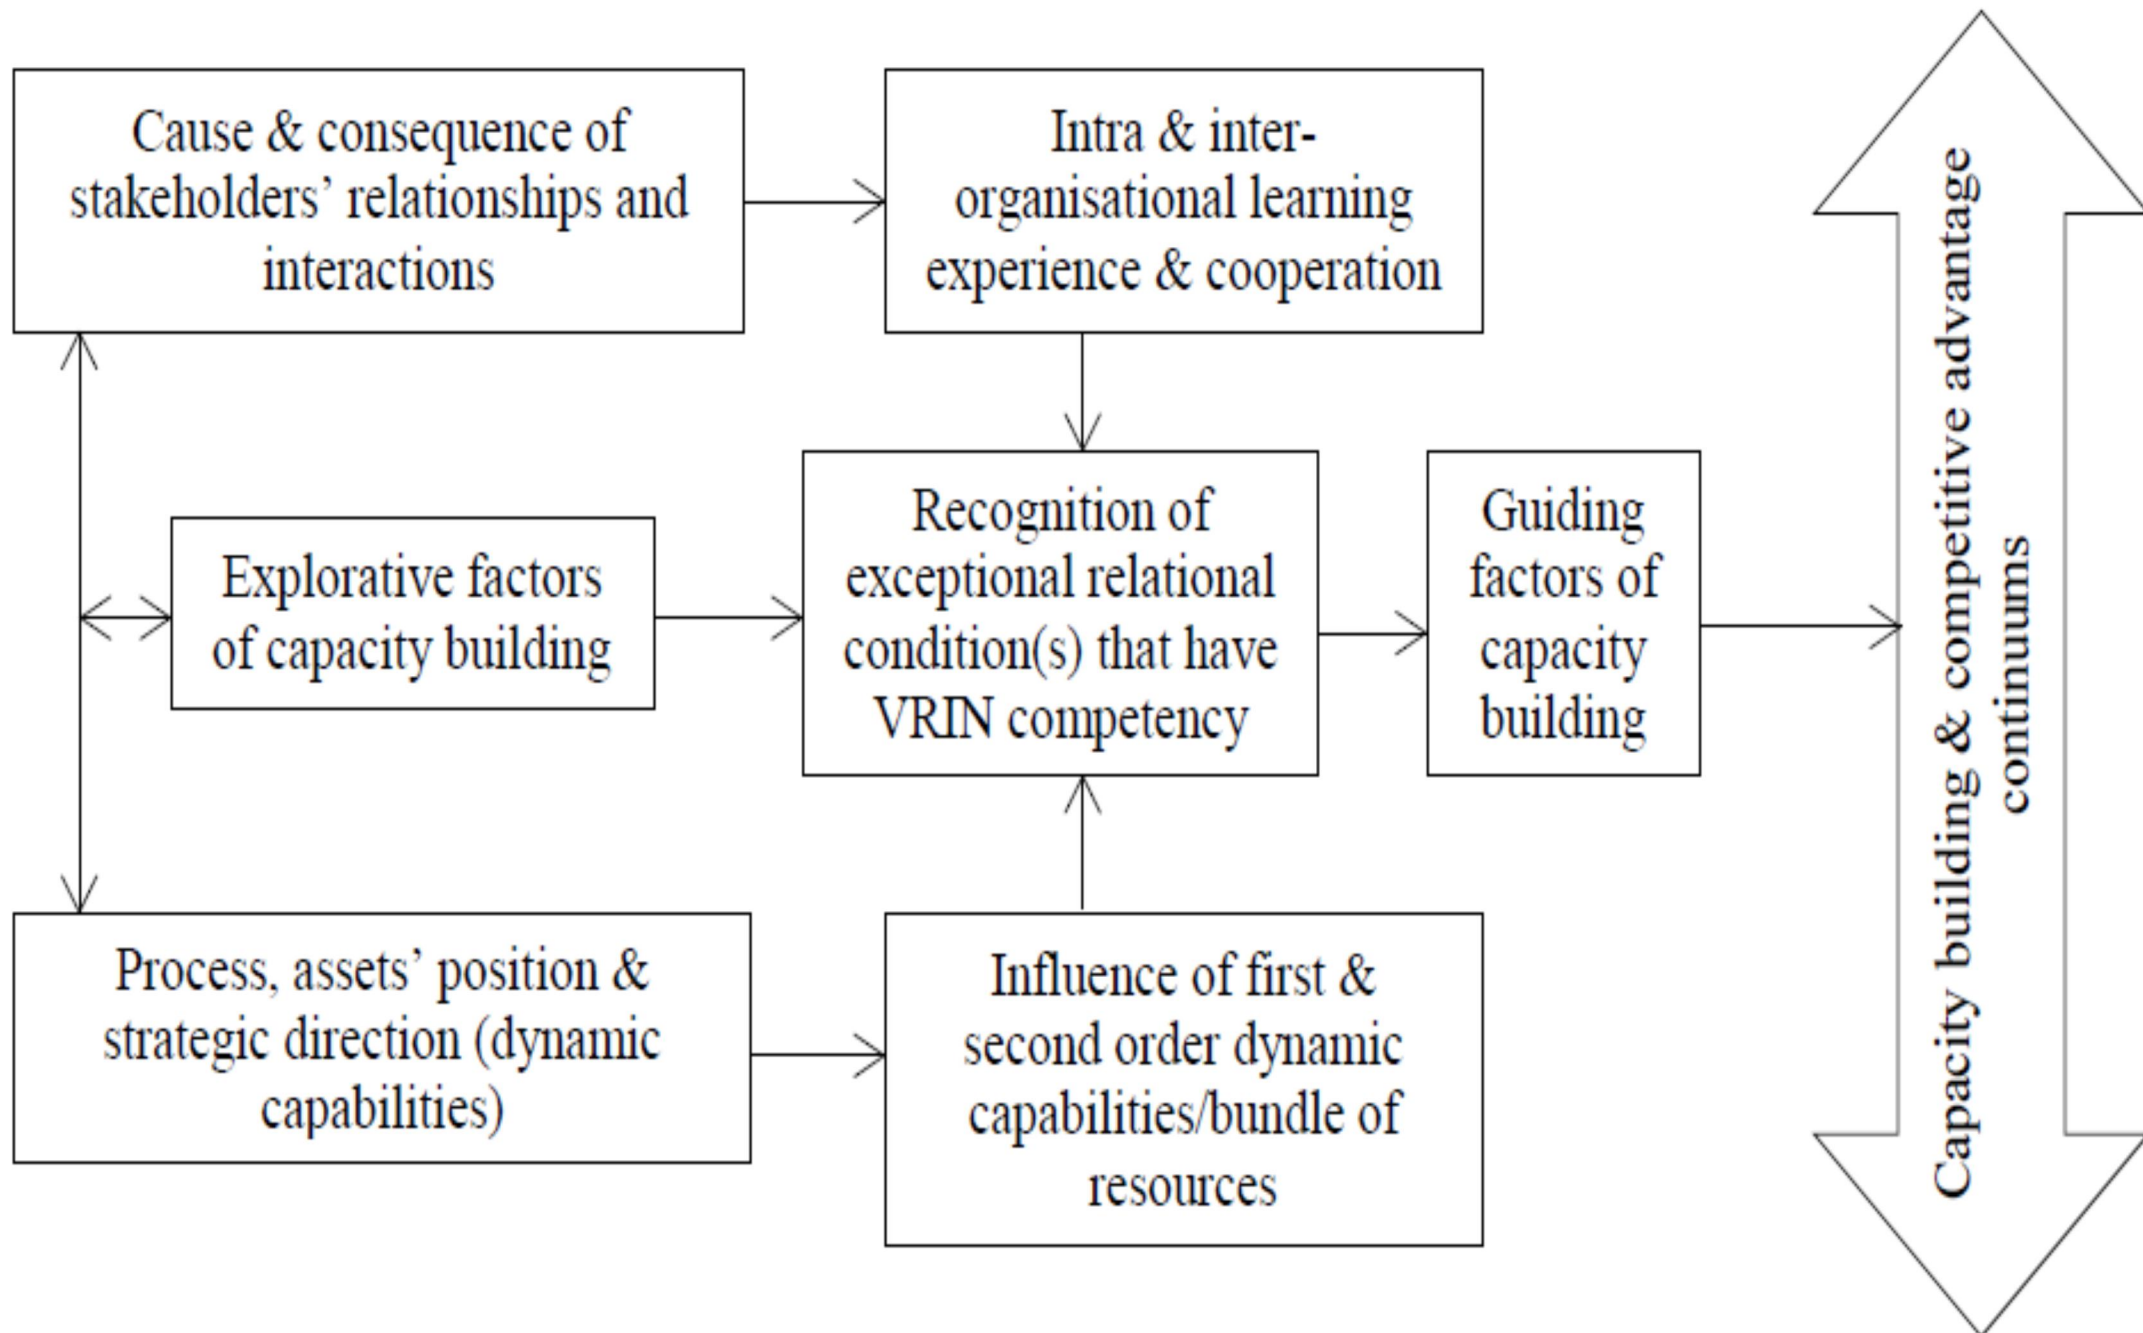 Cause & consequence of
stakeholders’ relationships and
interactions
Intra & inter-
organisational learning
experience & cooperation
Explorative factors
of capacity building
Recognition of
exceptional relational
condition(s) that have
VRIN competency
Guiding
factors of
capacity
building
Process, assets’ position &
strategic direction (dynamic
capabilities)
Influence of first &
second order dynamic
capabilities/bundle of
resources
Capacity building & competitive advantage
continuums